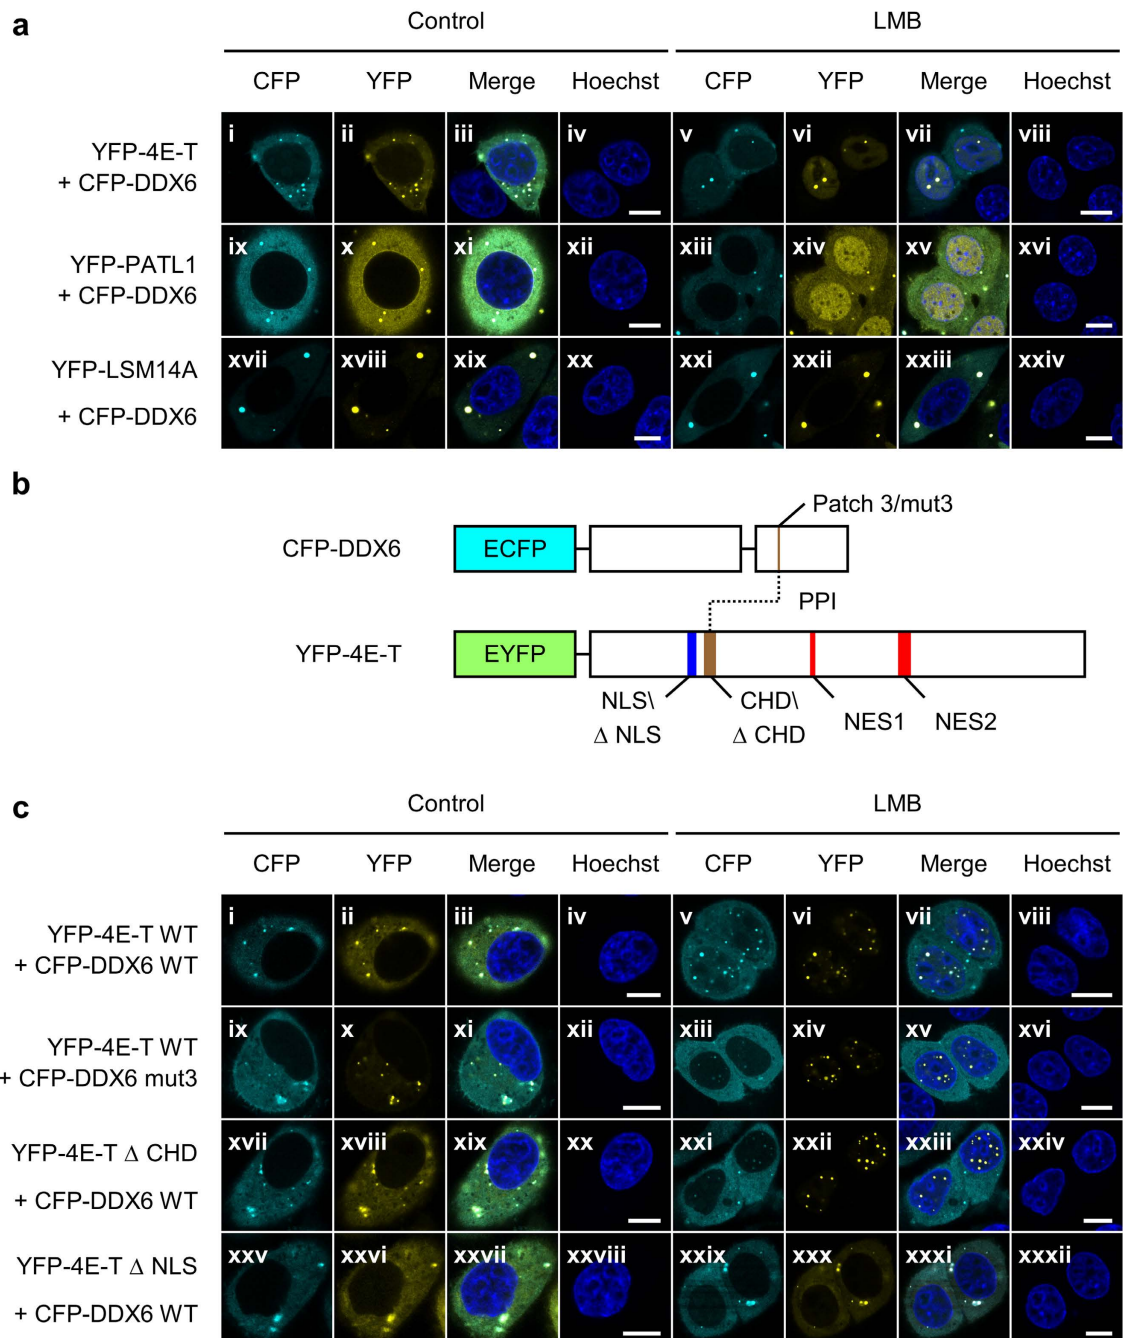 a
Control LMB
CFP YFP Merge Hoechst CFP YFP Merge Hoechst
YFP-4E-T
+ CFP-DDX6
i ii iii iv v vi vii viii
YFP-PATL1
+ CFP-DDX6
ix x xi xii xiii xiv xv xvi
YFP-LSM14A
+ CFP-DDX6
xvii xviii xix xx xxi xxii xxiii xxiv
b
Patch 3/mut3
CFP-DDX6 ECFP
PPI
YFP-4E-T EYFP
NLS\ CHD\ NES1 NES2
Δ NLS Δ CHD
c
Control LMB
CFP YFP Merge Hoechst CFP YFP Merge Hoechst
YFP-4E-T WT
+ CFP-DDX6 WT
i ii iii iv v vi vii viii
YFP-4E-T WT
+ CFP-DDX6 mut3
ix x xi xii xiii xiv xv xvi
YFP-4E-T Δ CHD
+ CFP-DDX6 WT
xvii xviii xix xx xxi xxii xxiii xxiv
YFP-4E-T Δ NLS
+ CFP-DDX6 WT
xxv xxvi xxvii xxviii xxix xxx xxxi xxxii